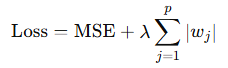 Loss = MSE + λ∑_{j=1}^{p} |w_j|